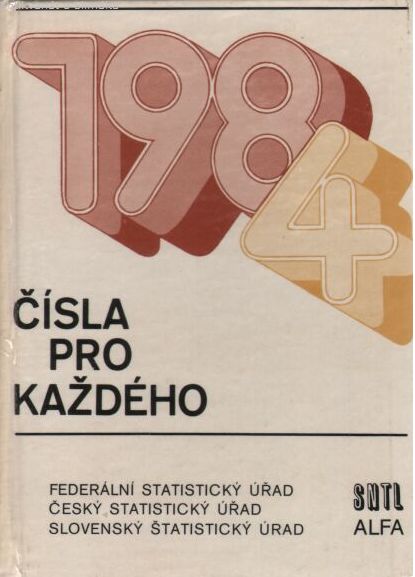 1984
ČÍSLA
PRO
KAŽDÉHO
FEDERÁLNÍ STATISTICKÝ ÚŘAD
ČESKÝ STATISTICKÝ ÚŘAD
SLOVENSKÝ ŠTATISTICKÝ ÚRAD
SNTL
ALFA